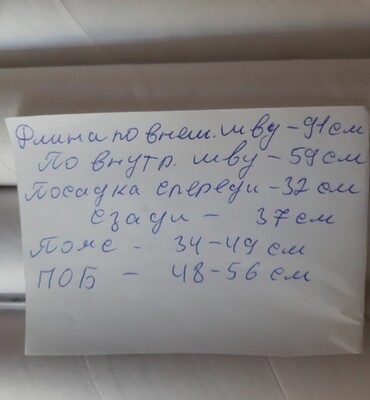 Длина по внеш. шву - 91 см
По внутр. шву - 59 см
Посадка спереди - 32 см
сзади - 37 см
Пояс - 34-49 см
ПОБ - 48-56 см